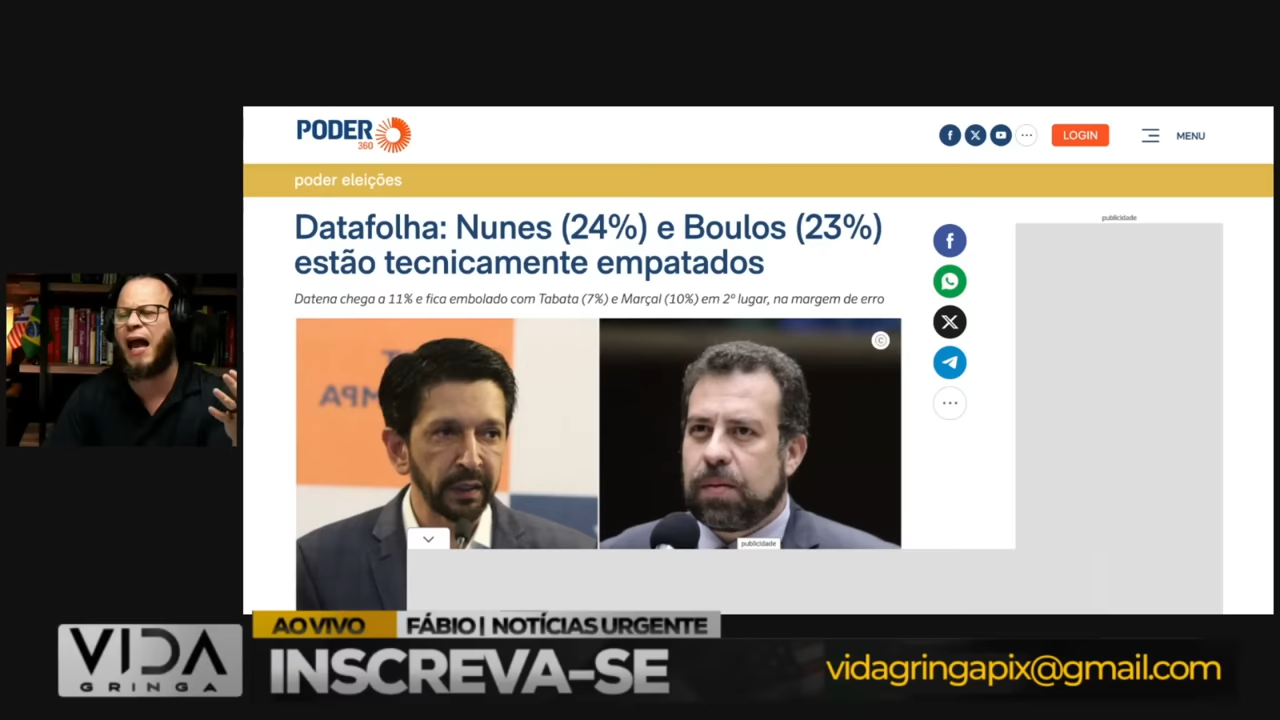 PODER
360
LOGIN
MENU
poder eleições
Datafolha: Nunes (24%) e Boulos (23%)
estão tecnicamente empatados
Datena chega a 11% e fica embolado com Tabata (7%) e Marçal (10%) em 2º lugar, na margem de erro
publicidade
publicidade
AO VIVO
FÁBIO | NOTÍCIAS URGENTE
VIDA
GRINGA
INSCREVA-SE
vidagringapix@gmail.com